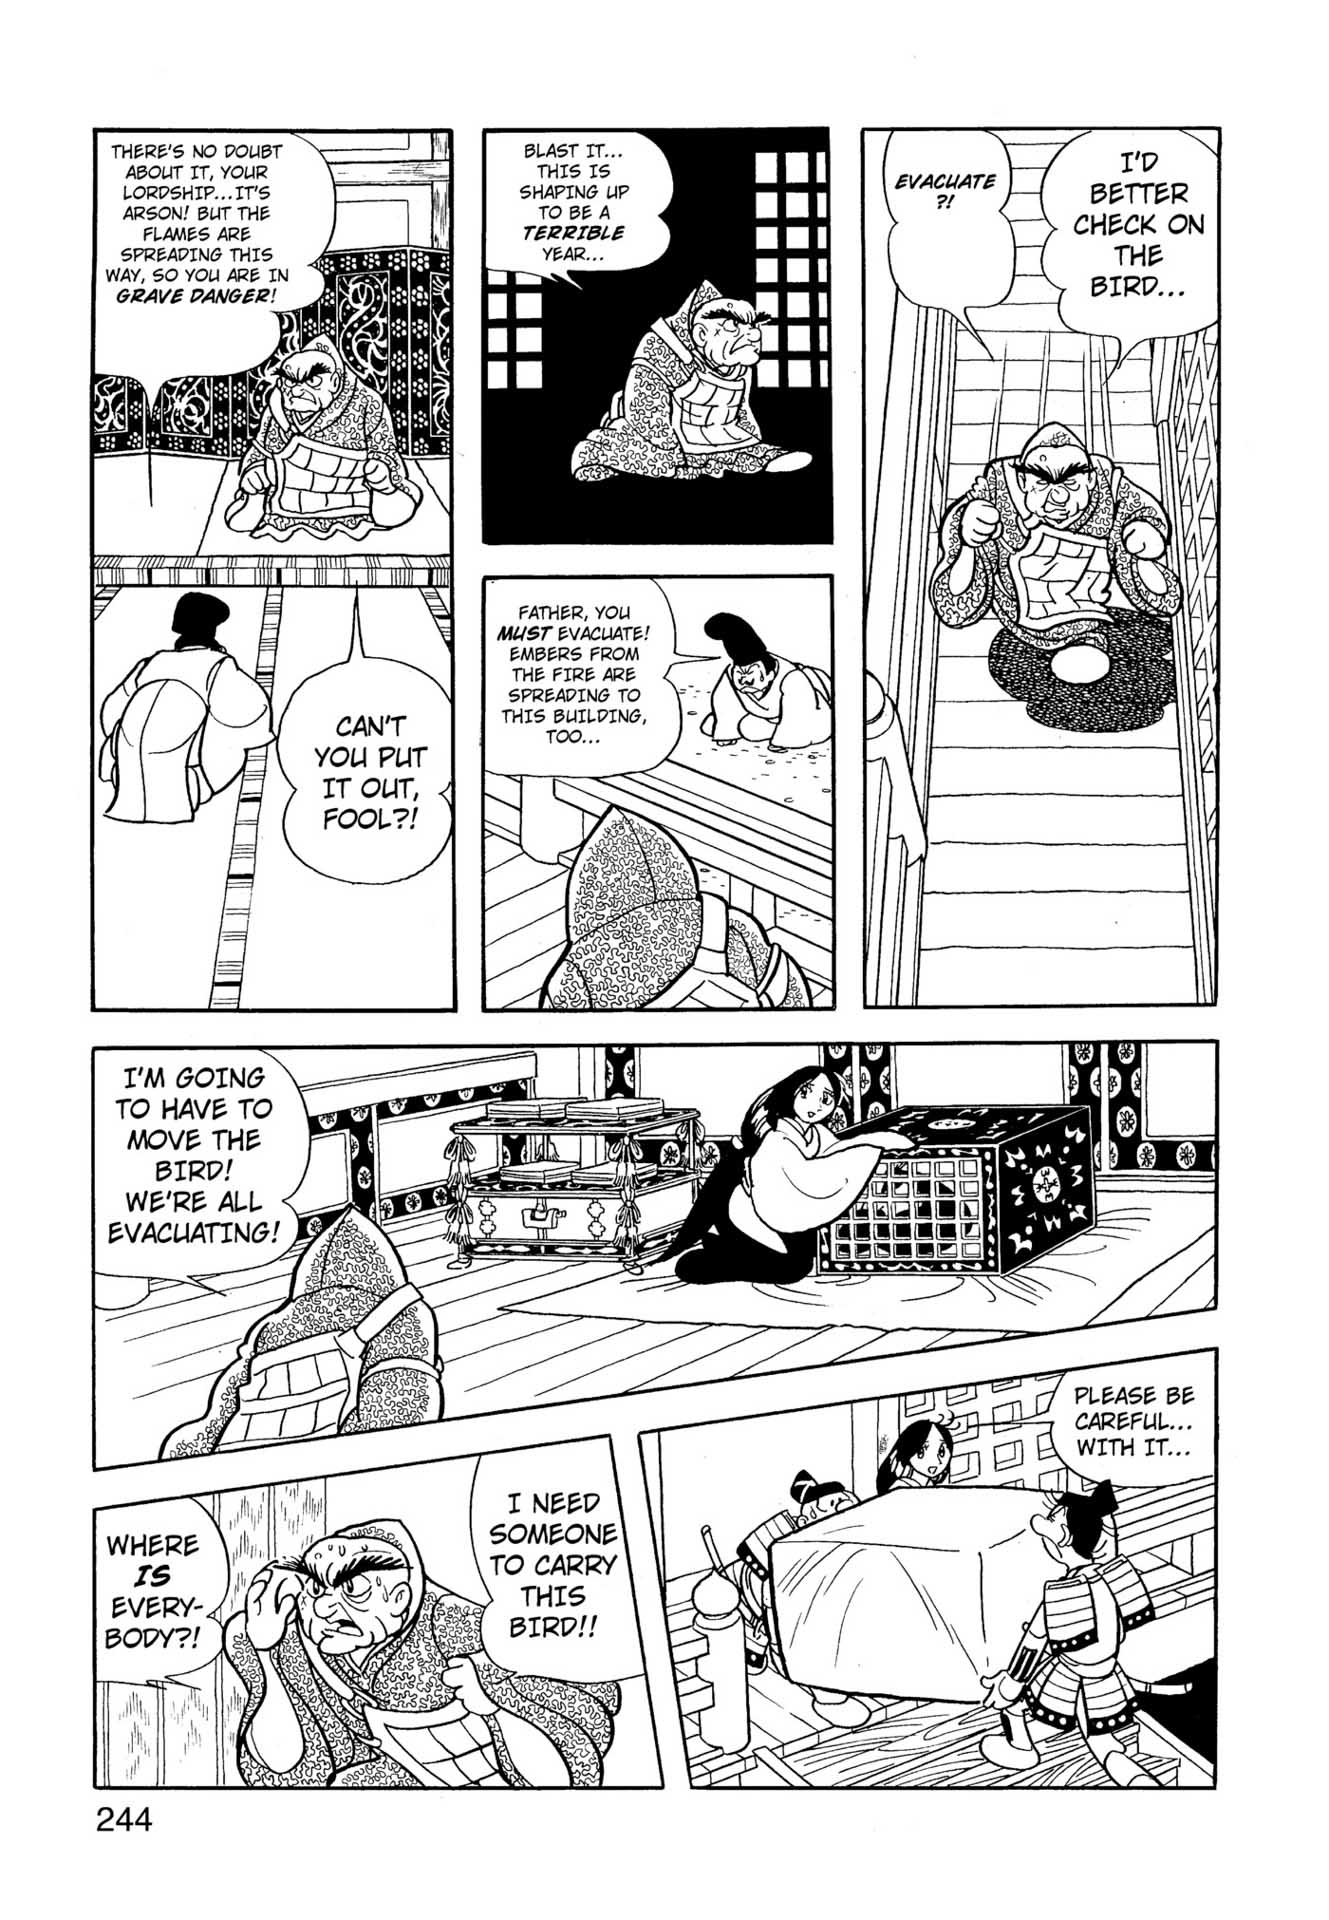 THERE'S NO DOUBT
ABOUT IT, YOUR
LORDSHIP...IT'S
ARSON! BUT THE
FLAMES ARE
SPREADING THIS
WAY, SO YOU ARE IN
GRAVE DANGER!
CAN'T
YOU PUT
IT OUT,
FOOL?!
BLAST IT...
THIS IS
SHAPING UP
TO BE A
TERRIBLE
YEAR...
FATHER, YOU
MUST EVACUATE!
EMBERS FROM
THE FIRE ARE
SPREADING TO
THIS BUILDING,
TOO...
EVACUATE
?!
I'D
BETTER
CHECK ON
THE
BIRD...
I'M GOING
TO HAVE TO
MOVE THE
BIRD!
WE'RE ALL
EVACUATING!
WHERE
IS
EVERY-
BODY?!
I NEED
SOMEONE
TO CARRY
THIS
BIRD!!
PLEASE BE
CAREFUL...
WITH IT...
244